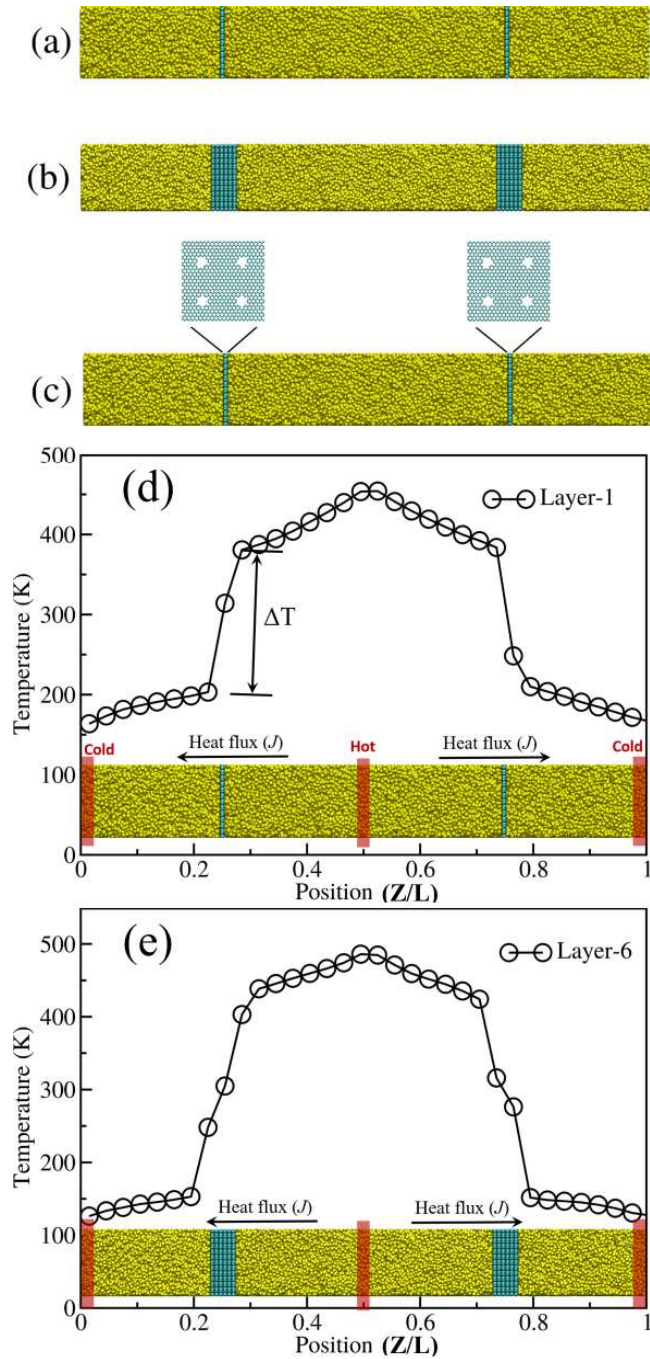 (a)
(b)
(c)
500
(d)
Layer-1
400
300
ΔT
200
100
0
Temperature (K)
Heat flux (J)
Heat flux (J)
Cold
Hot
Cold
0
0.2
0.4
0.6
0.8
1
Position (Z/L)
(e)
500
Layer-6
400
300
200
100
0
Temperature (K)
Heat flux (J)
Heat flux (J)
0
0.2
0.4
0.6
0.8
1
Position (Z/L)